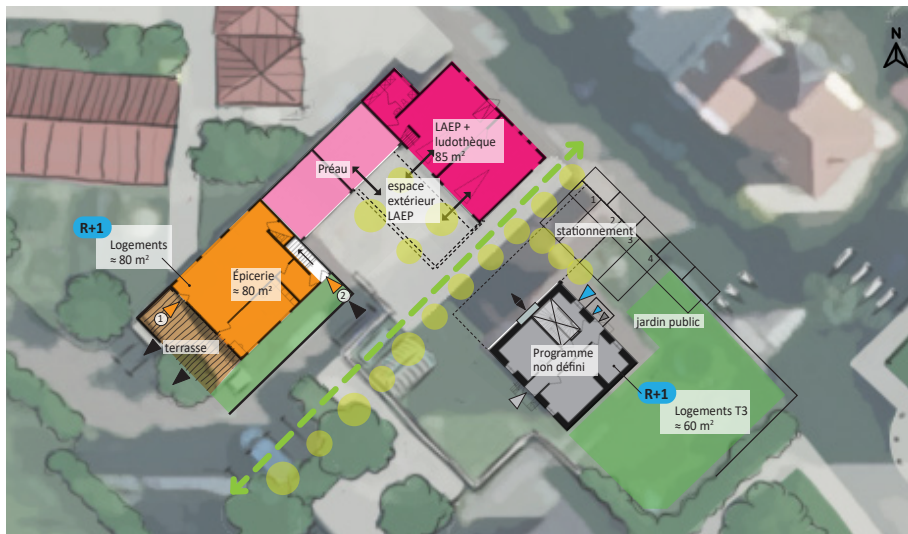 N
LAEP +
ludothèque
85 m²
Préau
espace
extérieur
LAEP
R+1
Logements
≈ 80 m²
Épicerie
≈ 80 m²
1
2
terrasse
1
2
3
4
stationnement
jardin public
Programme
non défini
R+1
Logements T3
≈ 60 m²